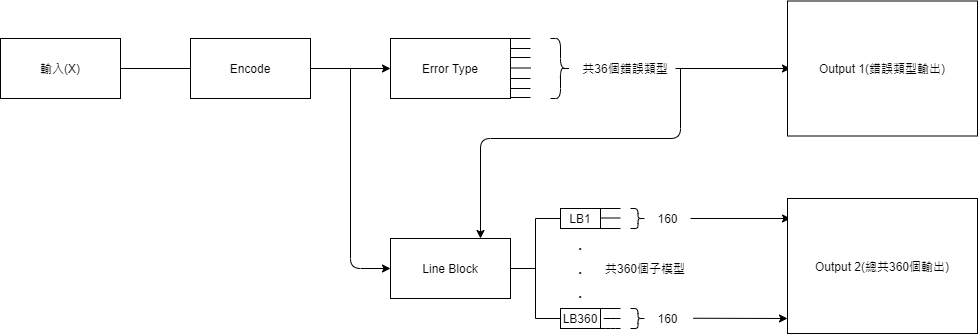 輸入(X)
Encode
Error Type
共36個錯誤類型
Output 1(錯誤類型輸出)
Line Block
LB1
160
.
.
.
共360個子模型
LB360
160
Output 2(總共360個輸出)